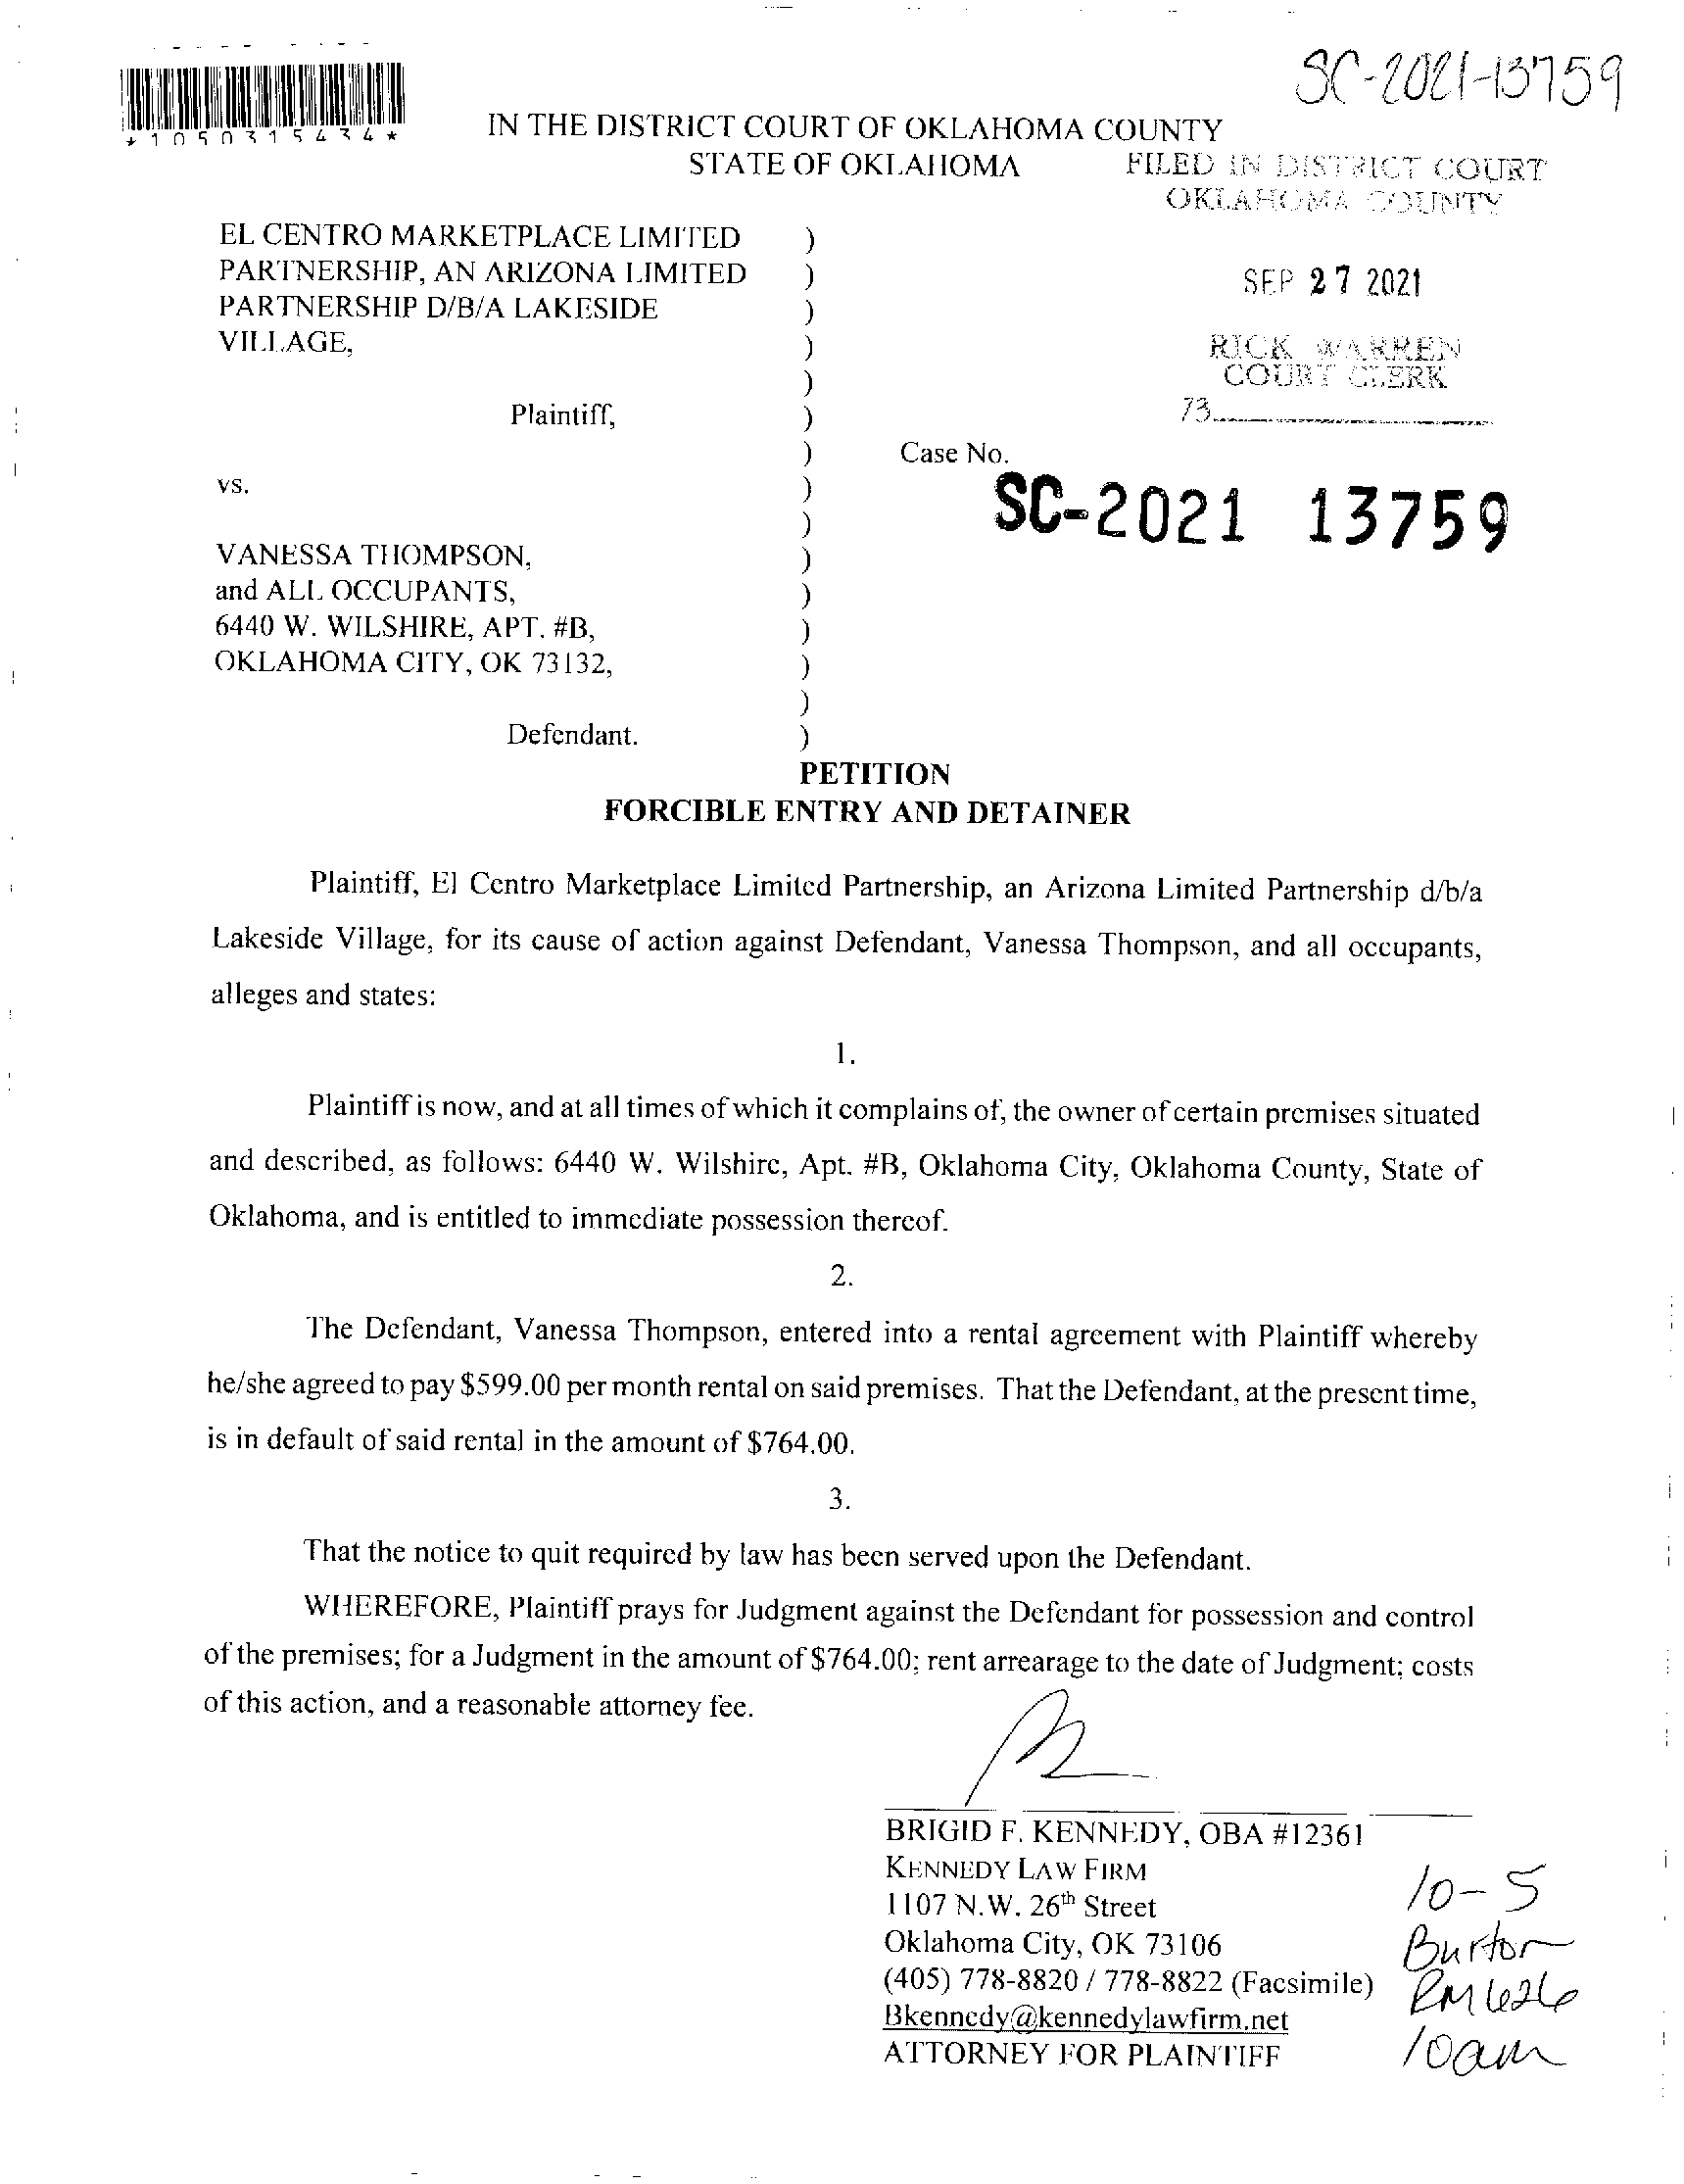 SC-2021-13759
*1050315434*
IN THE DISTRICT COURT OF OKLAHOMA COUNTY
STATE OF OKLAHOMA
FILED IN DISTRICT COURT
OKLAHOMA COUNTY
SEP 27 2021
RICK WARREN
COURT CLERK
73
EL CENTRO MARKETPLACE LIMITED )
PARTNERSHIP, AN ARIZONA LIMITED )
PARTNERSHIP D/B/A LAKESIDE )
VILLAGE, )
)
Plaintiff, )
)
vs. )
)
VANESSA THOMPSON, )
and ALL OCCUPANTS, )
6440 W. WILSHIRE, APT. #B, )
OKLAHOMA CITY, OK 73132, )
)
Defendant. )
Case No.
SC-2021 13759
PETITION
FORCIBLE ENTRY AND DETAINER
Plaintiff, El Centro Marketplace Limited Partnership, an Arizona Limited Partnership d/b/a
Lakeside Village, for its cause of action against Defendant, Vanessa Thompson, and all occupants,
alleges and states:
1.
Plaintiff is now, and at all times of which it complains of, the owner of certain premises situated
and described, as follows: 6440 W. Wilshire, Apt. #B, Oklahoma City, Oklahoma County, State of
Oklahoma, and is entitled to immediate possession thereof.
2.
The Defendant, Vanessa Thompson, entered into a rental agreement with Plaintiff whereby
he/she agreed to pay $599.00 per month rental on said premises. That the Defendant, at the present time,
is in default of said rental in the amount of $764.00.
3.
That the notice to quit required by law has been served upon the Defendant.
WHEREFORE, Plaintiff prays for Judgment against the Defendant for possession and control
of the premises; for a Judgment in the amount of $764.00; rent arrearage to the date of Judgment; costs
of this action, and a reasonable attorney fee.
BRIGID F. KENNEDY, OBA #12361
KENNEDY LAW FIRM
1107 N.W. 26th Street
Oklahoma City, OK 73106
(405) 778-8820 / 778-8822 (Facsimile)
Bkennedy@kennedylawfirm.net
ATTORNEY FOR PLAINTIFF
10-5
Burton
RM 626
10am